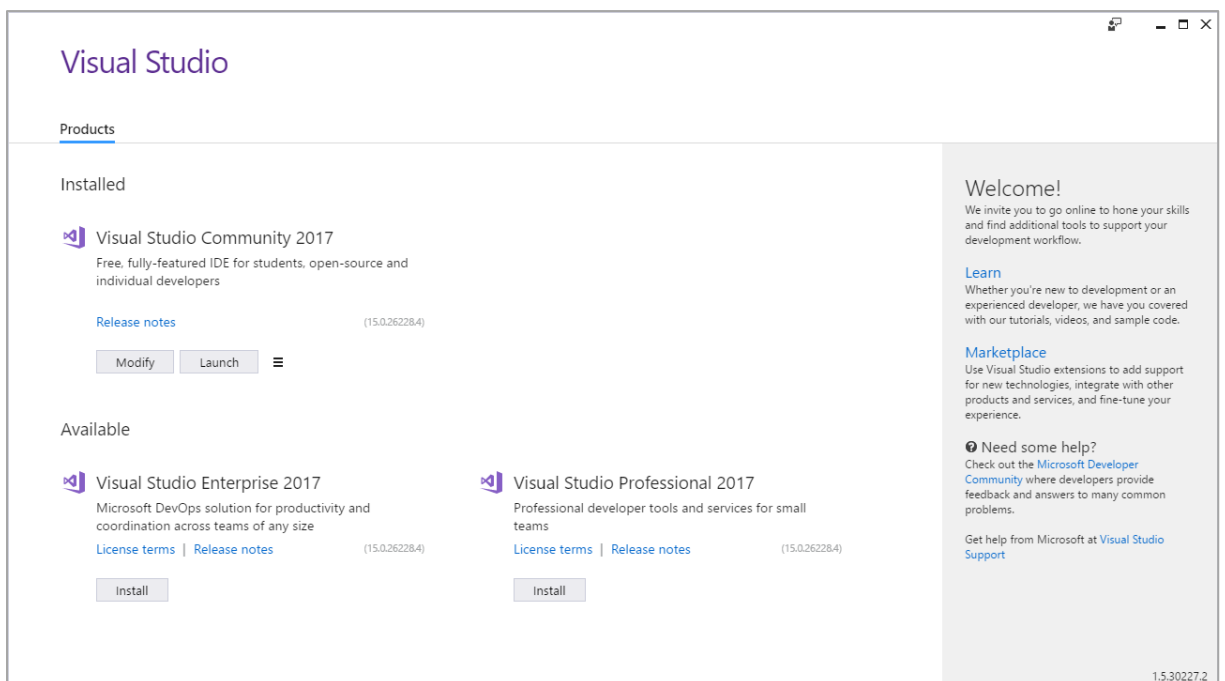 Visual Studio
Products
Installed
Visual Studio Community 2017
Free, fully-featured IDE for students, open-source and
individual developers
Release notes (15.0.26228.4)
Modify Launch
Available
Visual Studio Enterprise 2017
Microsoft DevOps solution for productivity and
coordination across teams of any size
License terms | Release notes (15.0.26228.4)
Install
Visual Studio Professional 2017
Professional developer tools and services for small
teams
License terms | Release notes (15.0.26228.4)
Install
Welcome!
We invite you to go online to hone your skills
and find additional tools to support your
development workflow.
Learn
Whether you're new to development or an
experienced developer, we have you covered
with our tutorials, videos, and sample code.
Marketplace
Use Visual Studio extensions to add support
for new technologies, integrate with other
products and services, and fine-tune your
experience.
Need some help?
Check out the Microsoft Developer
Community where developers provide
feedback and answers to many common
problems.
Get help from Microsoft at Visual Studio
Support
1.5.30227.2